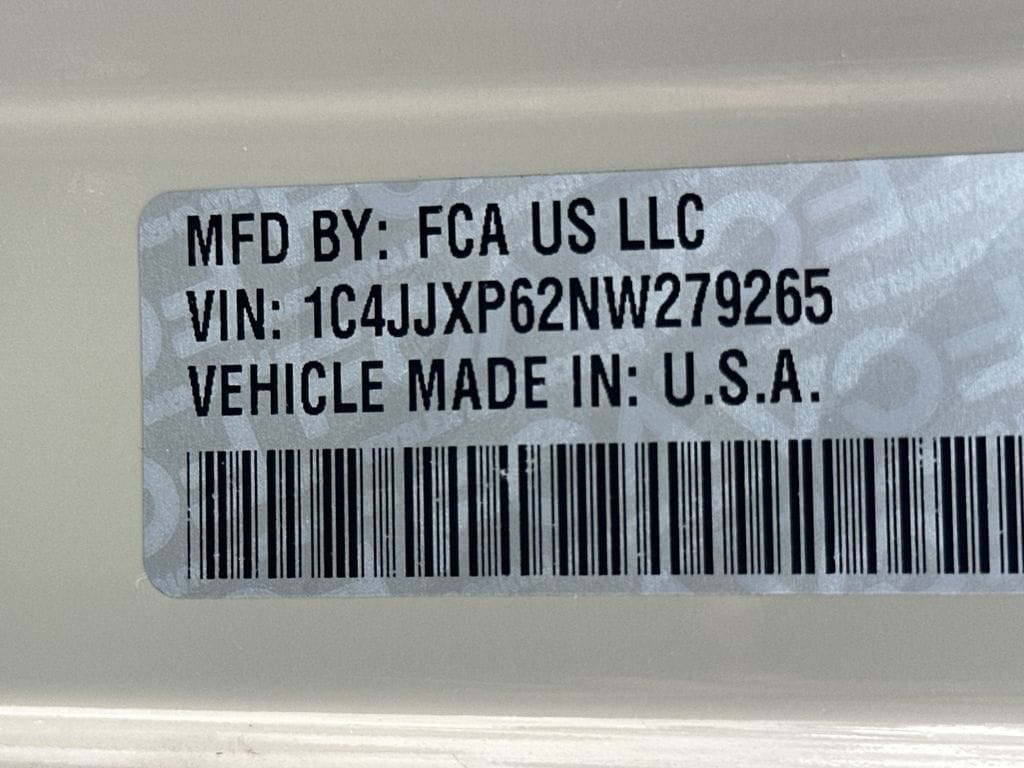 MFD BY: FCA US LLC
VIN: 1C4JJXP62NW279265
VEHICLE MADE IN: U.S.A.